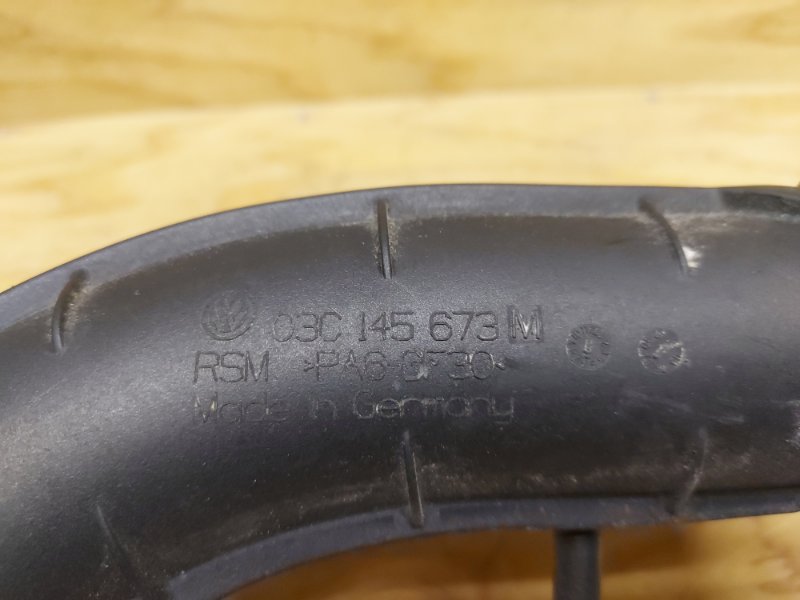 03C 145 673 M
RSM >PA6-GF30<
Made in Germany